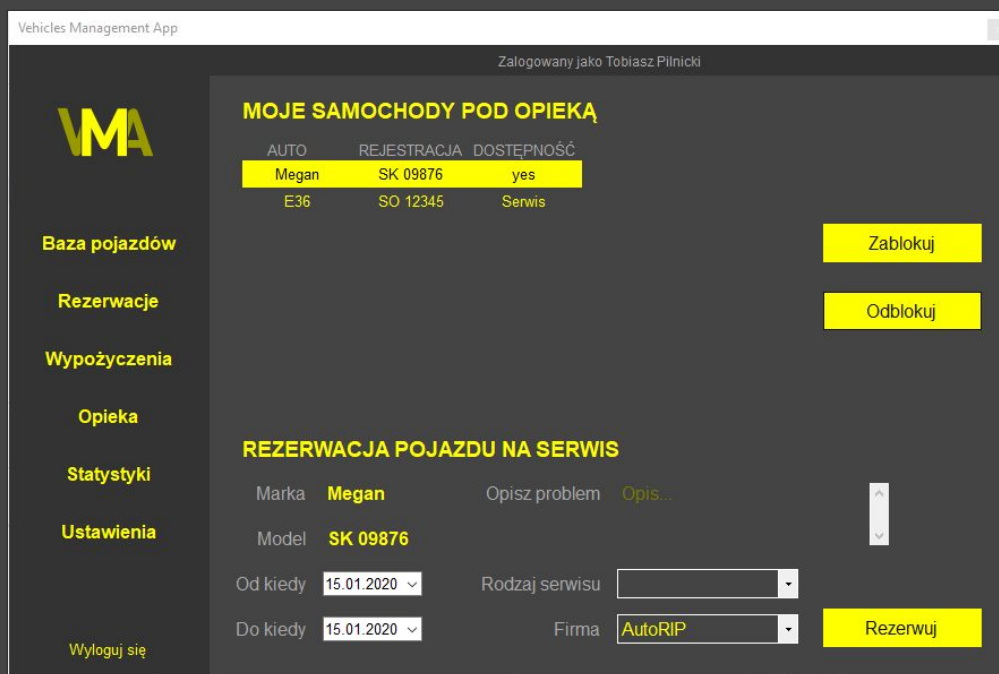 Vehicles Management App
Zalogowany jako Tobiasz Pilnicki
VMA
MOJE SAMOCHODY POD OPIEKĄ
AUTO REJESTRACJA DOSTĘPNOŚĆ
Megan SK 09876 yes
E36 SO 12345 Serwis
Baza pojazdów
Rezerwacje
Wypożyczenia
Opieka
Statystyki
Ustawienia
Wyloguj się
Zablokuj
Odblokuj
REZERWACJA POJAZDU NA SERWIS
Marka Megan Opisz problem Opis...
Model SK 09876
Od kiedy 15.01.2020 Rodzaj serwisu
Do kiedy 15.01.2020 Firma AutoRIP Rezerwuj